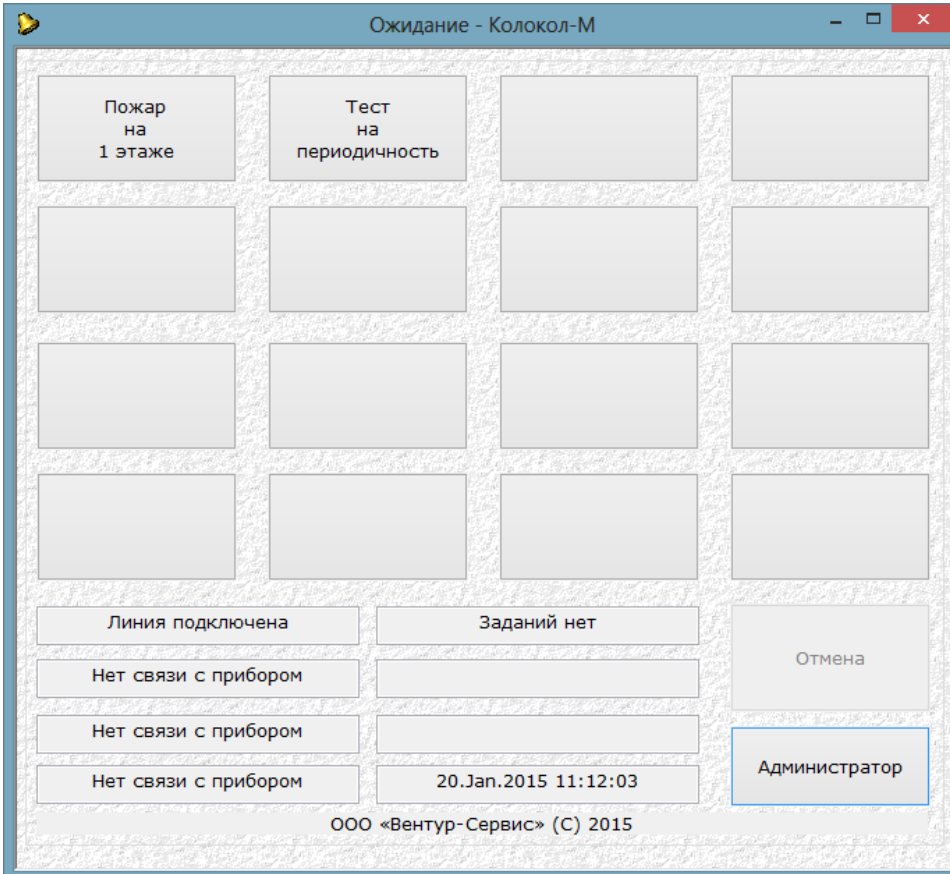 Ожидание - Колокол-М
Пожар
на
1 этаже
Тест
на
периодичность
Линия подключена
Заданий нет
Отмена
Нет связи с прибором
Нет связи с прибором
Администратор
Нет связи с прибором
20.Jan.2015 11:12:03
ООО «Вентур-Сервис» (С) 2015